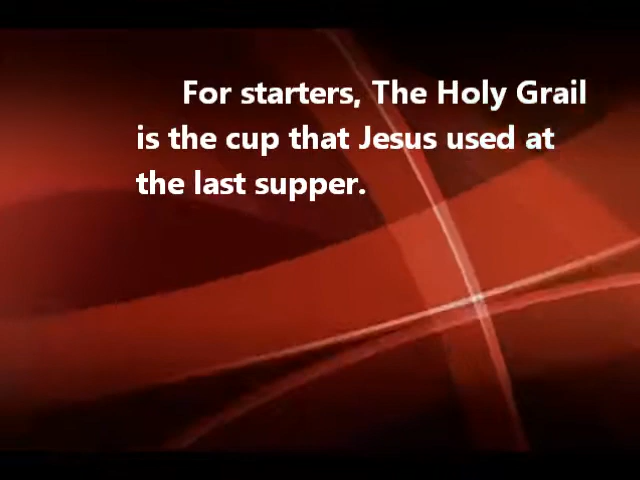 For starters, The Holy Grail
is the cup that Jesus used at
the last supper.